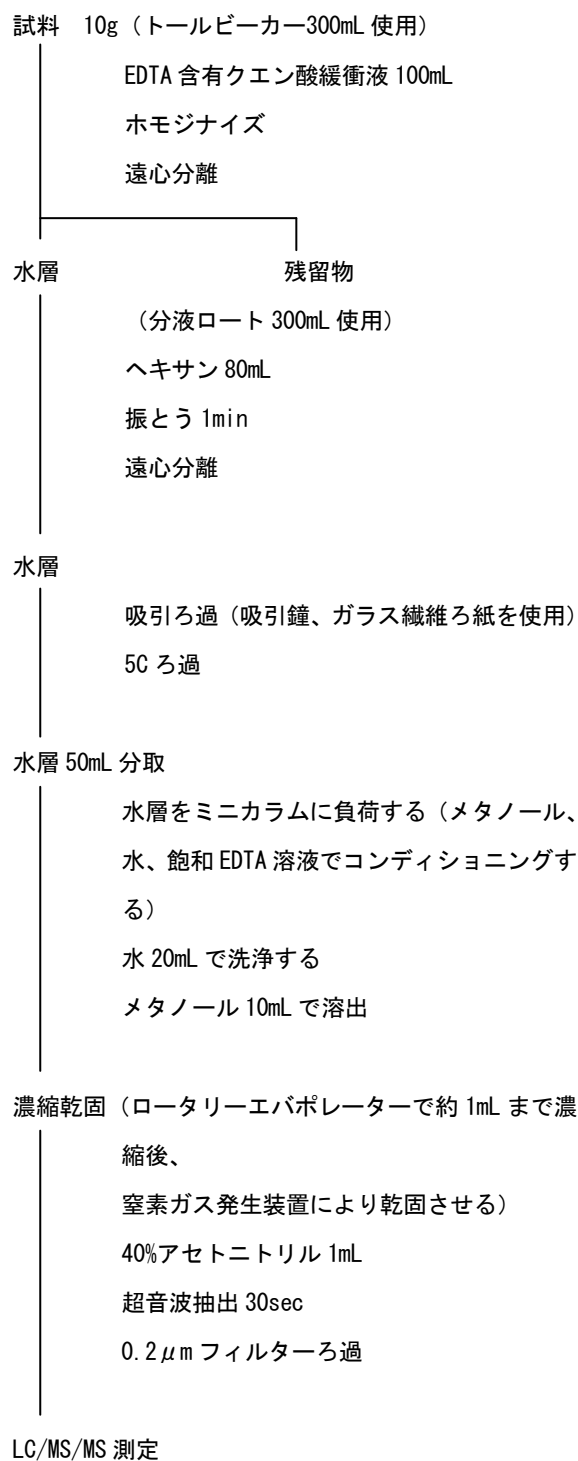 試料　10g（トールビーカー300mL 使用）
EDTA 含有クエン酸緩衝液 100mL
ホモジナイズ
遠心分離
水層　　　　　　　残留物
（分液ロート 300mL 使用）
ヘキサン 80mL
振とう 1min
遠心分離
水層
吸引ろ過（吸引鐘、ガラス繊維ろ紙を使用）
5C ろ過
水層 50mL 分取
水層をミニカラムに負荷する（メタノール、
水、飽和 EDTA 溶液でコンディショニングす
る）
水 20mL で洗浄する
メタノール 10mL で溶出
濃縮乾固（ロータリーエバポレーターで約 1mL まで濃
縮後、
窒素ガス発生装置により乾固させる）
40%アセトニトリル 1mL
超音波抽出 30sec
0.2μm フィルターろ過
LC/MS/MS 測定